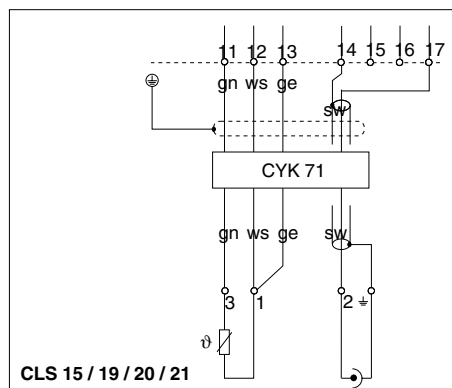 11 12 13 14 15 16 17
gn ws ge
sw
CYK 71
gn ws ge sw
3 1 2
ϑ
CLS 15 / 19 / 20 / 21